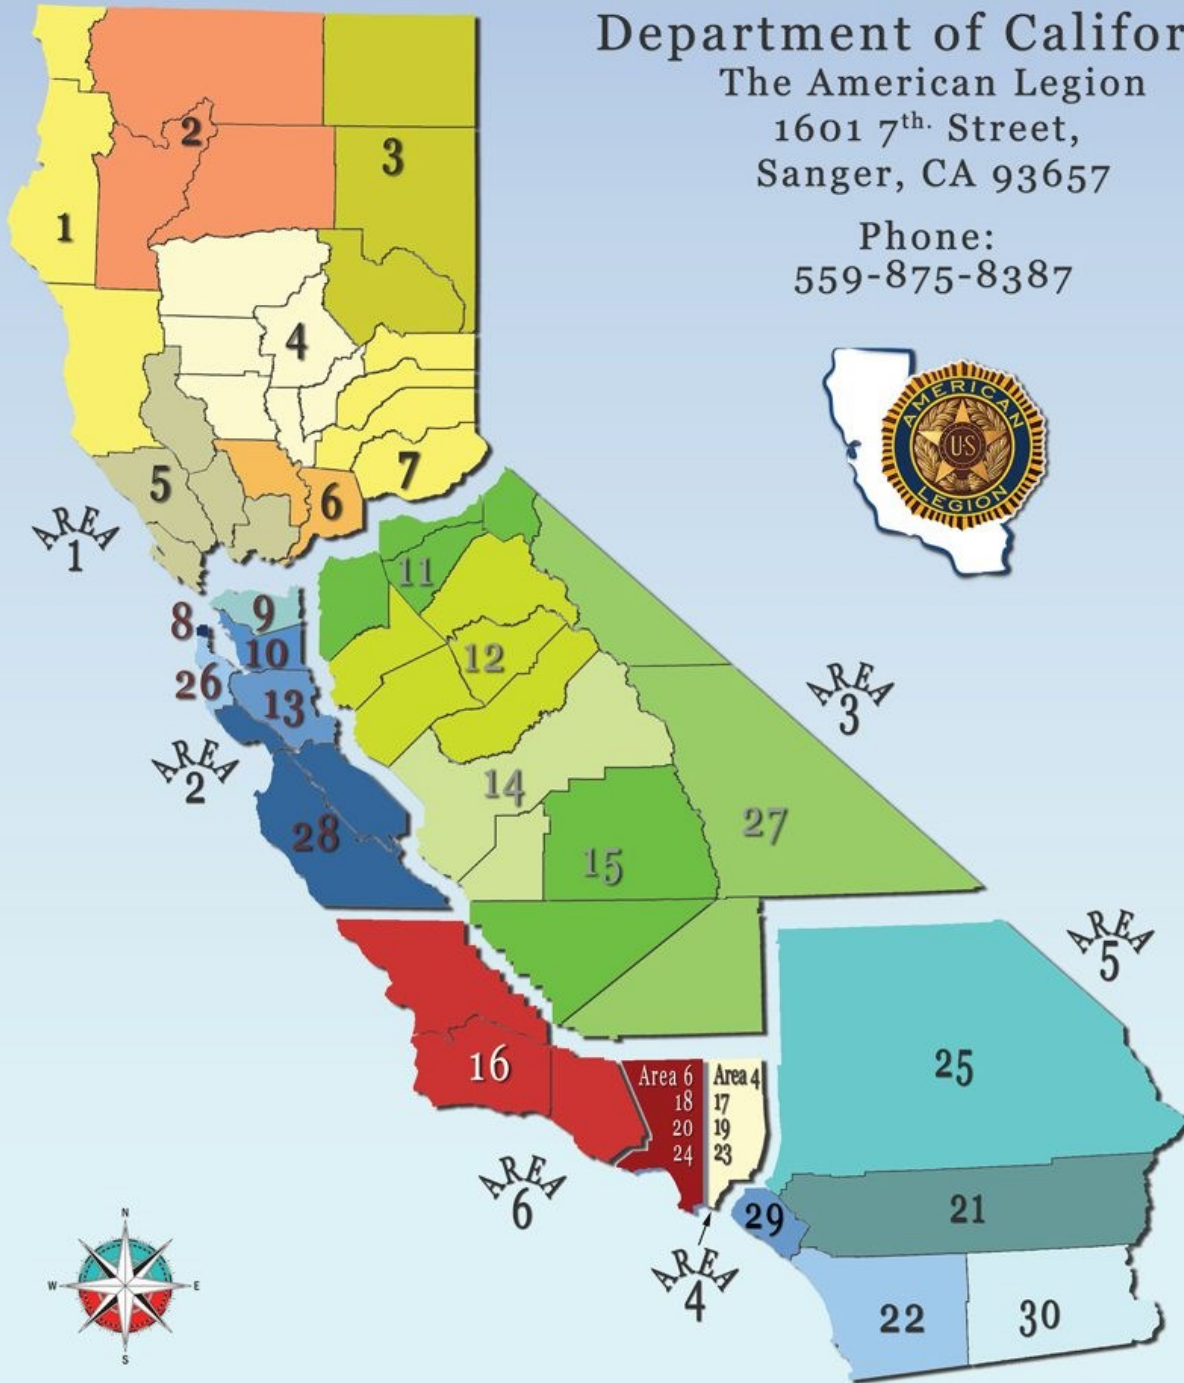 Department of Califor
The American Legion
1601 7th. Street,
Sanger, CA 93657
Phone:
559-875-8387
AMERICAN
US
LEGION
1
2
3
4
5
6
7
AREA
1
8
9
10
26
13
28
AREA
2
11
12
14
15
27
AREA
3
16
AREA
6
Area 6
18
20
24
Area 4
17
19
23
AREA
4
AREA
5
25
21
29
22
30
N
W E
S